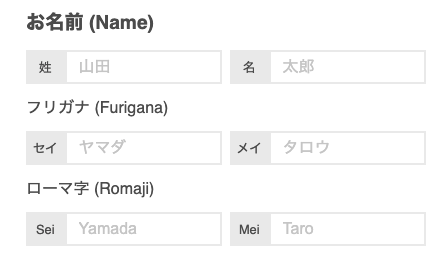 お名前 (Name)
姓 山田 名 太郎
フリガナ (Furigana)
セイ ヤマダ メイ タロウ
ローマ字 (Romaji)
Sei Yamada Mei Taro